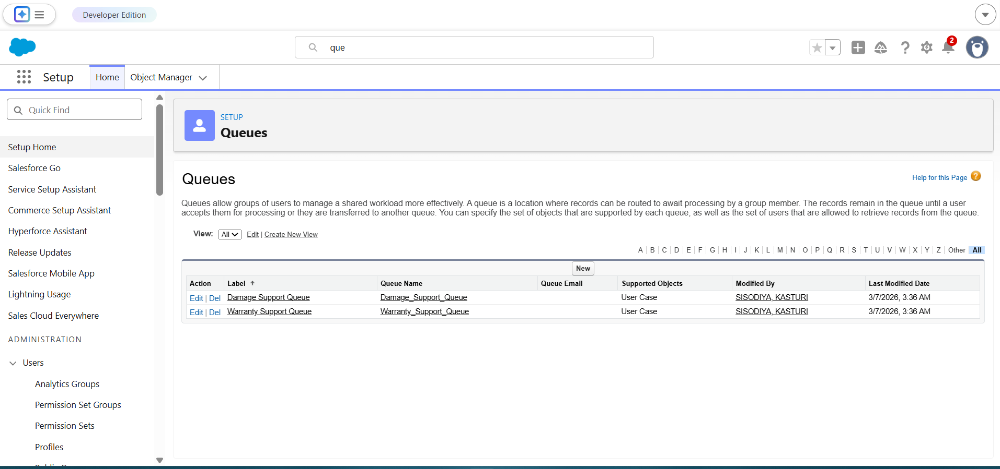 Developer Edition
que
2
Setup
Home
Object Manager
Quick Find
Setup Home
Salesforce Go
Service Setup Assistant
Commerce Setup Assistant
Hyperforce Assistant
Release Updates
Salesforce Mobile App
Lightning Usage
Sales Cloud Everywhere
ADMINISTRATION
Users
Analytics Groups
Permission Set Groups
Permission Sets
Profiles
SETUP
Queues
Queues
Help for this Page ?
Queues allow groups of users to manage a shared workload more effectively. A queue is a location where records can be routed to await processing by a group member. The records remain in the queue until a user
accepts them for processing or they are transferred to another queue. You can specify the set of objects that are supported by each queue, as well as the set of users that are allowed to retrieve records from the queue.
View: All Edit | Create New View
A | B | C | D | E | F | G | H | I | J | K | L | M | N | O | P | Q | R | S | T | U | V | W | X | Y | Z | Other All
New
Action Label ↑ Queue Name Queue Email Supported Objects Modified By Last Modified Date
Edit | Del Damage Support Queue Damage_Support_Queue User Case SISODIYA, KASTURI 3/7/2026, 3:36 AM
Edit | Del Warranty Support Queue Warranty_Support_Queue User Case SISODIYA, KASTURI 3/7/2026, 3:36 AM